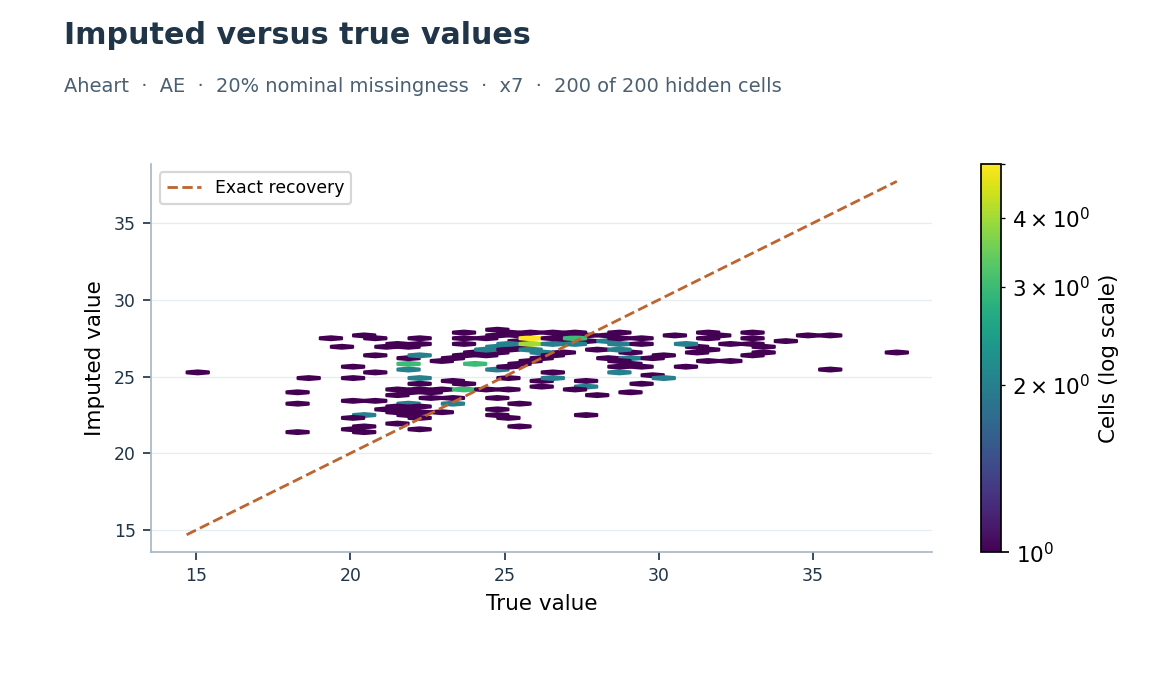 Imputed versus true values
Aheart · AE · 20% nominal missingness · x7 · 200 of 200 hidden cells
Exact recovery
35
30
25
20
15
Imputed value
15 20 25 30 35
True value
4 × 10⁰
3 × 10⁰
2 × 10⁰
10⁰
Cells (log scale)